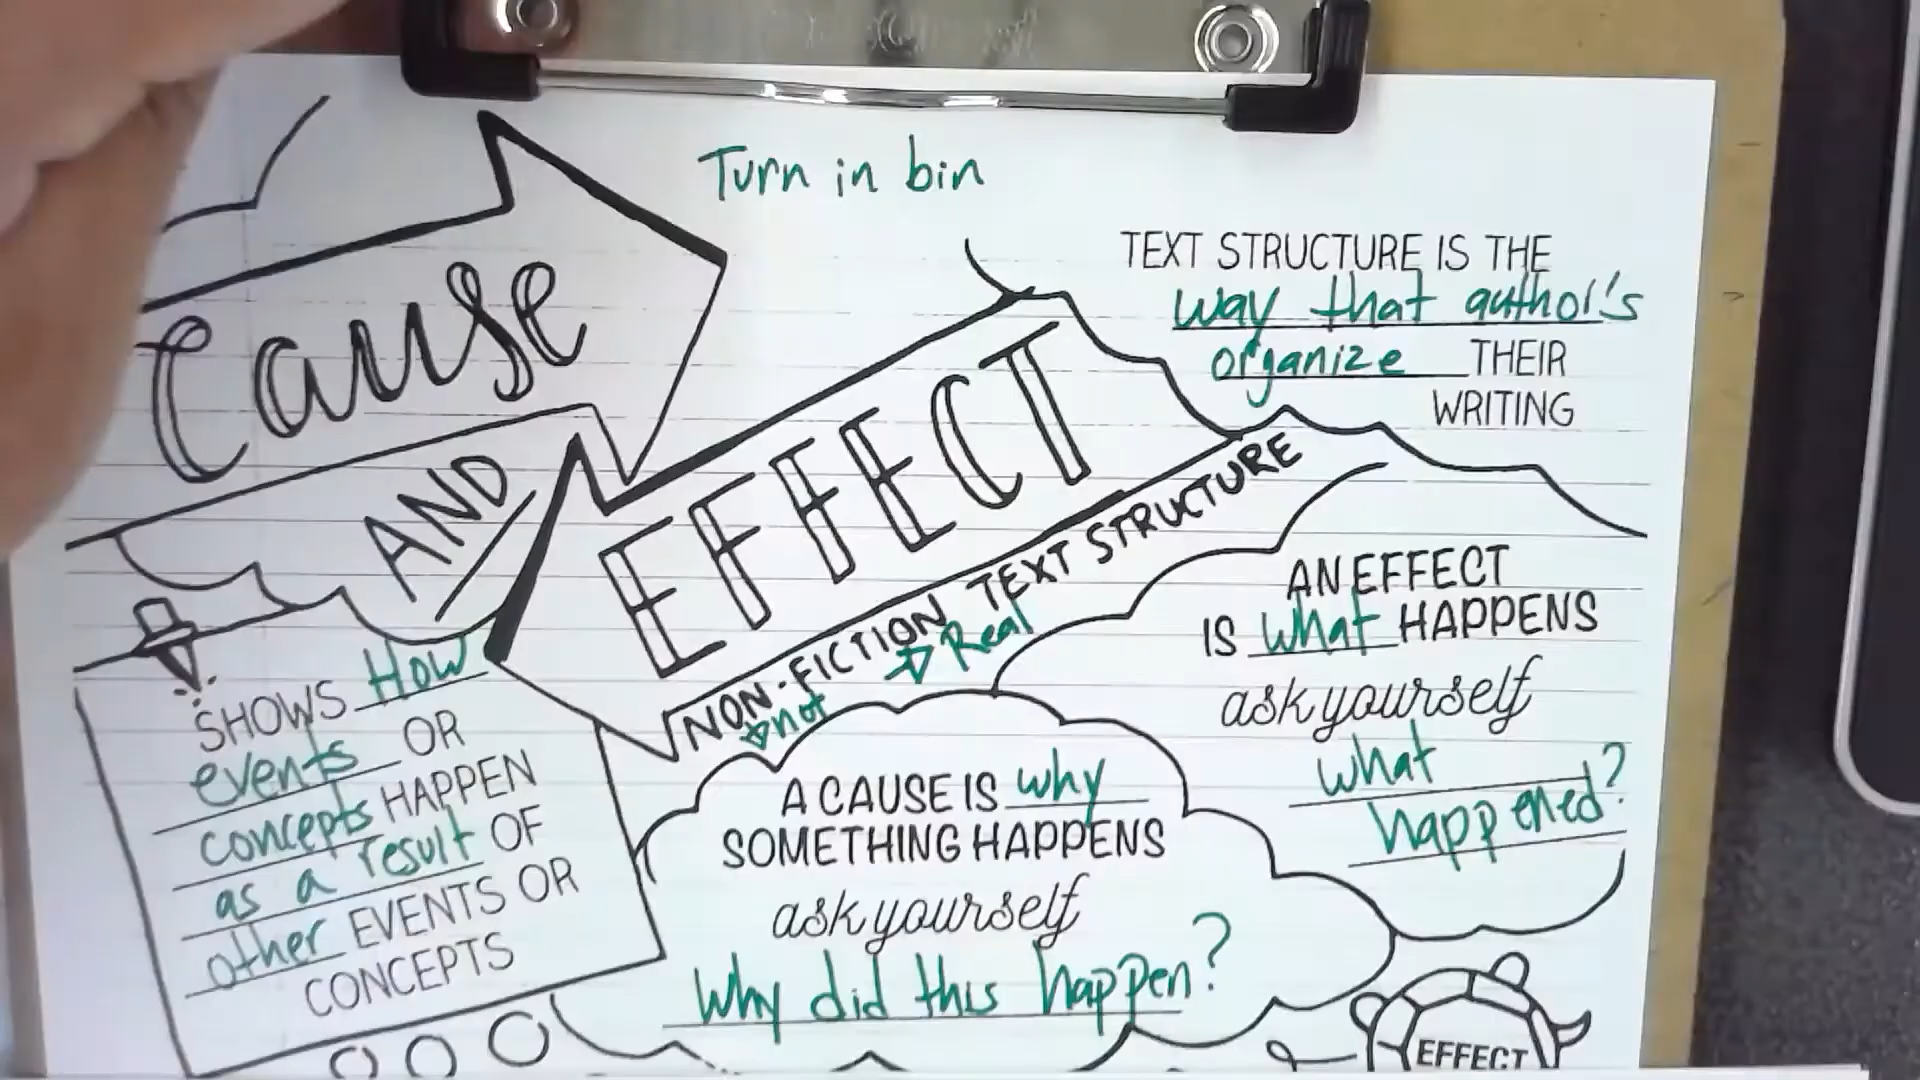 Turn in bin
Cause
AND
EFFECT
NON-FICTION TEXT STRUCTURE
not
Real
TEXT STRUCTURE IS THE
way that author's
organize THEIR
WRITING
SHOWS How
events OR
concepts HAPPEN
as a result OF
other EVENTS OR
CONCEPTS
A CAUSE IS why
SOMETHING HAPPENS
ask yourself
Why did this happen?
AN EFFECT
IS what HAPPENS
ask yourself
what
happened?
EFFECT